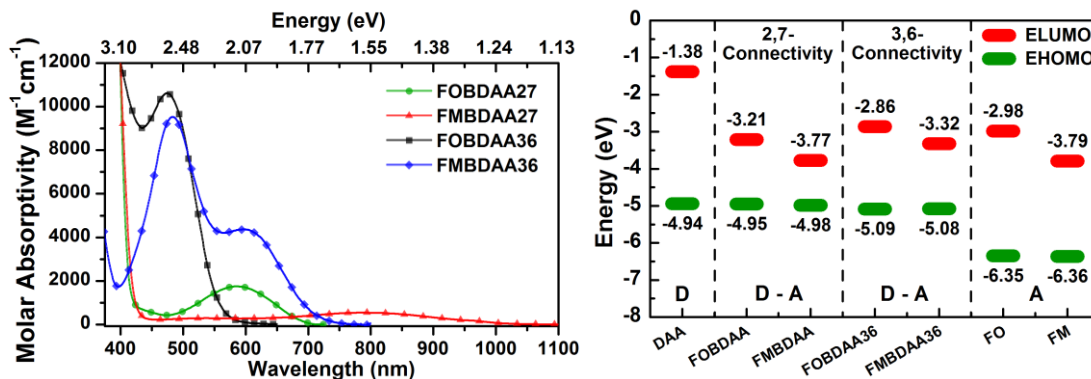 Energy (eV)
3.10 2.48 2.07 1.77 1.55 1.38 1.24 1.13
Molar Absorptivity (M⁻¹cm⁻¹)
12000
10000
8000
6000
4000
2000
0
FOBDAA27
FMBDAA27
FOBDAA36
FMBDAA36
400 500 600 700 800 900 1000 1100
Wavelength (nm)
Energy (eV)
-0
-1
-2
-3
-4
-5
-6
-7
-8
2,7-
Connectivity
3,6-
Connectivity
ELUMO
EHOMO
-1.38
-3.21
-3.77
-2.86
-3.32
-2.98
-3.79
-4.94
-4.95
-4.98
-5.09
-5.08
-6.35
-6.36
D D - A D - A A
DAA FOBDAA FMBDAA FOBDAA36 FMBDAA36 FO FM